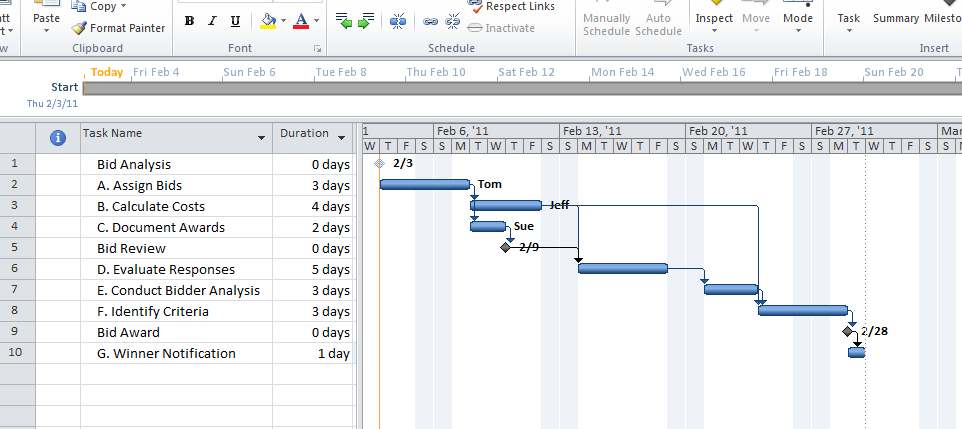 Copy
Paste
Format Painter
Clipboard
B I U A
Font
Respect Links
Inactivate
Schedule
Manually Schedule
Auto Schedule
Inspect Move Mode
Tasks
Task Summary
Insert
Today Fri Feb 4 Sun Feb 6 Tue Feb 8 Thu Feb 10 Sat Feb 12 Mon Feb 14 Wed Feb 16 Fri Feb 18 Sun Feb 20
Start
Thu 2/3/11
Task Name Duration 1 Feb 6, '11 Feb 13, '11 Feb 20, '11 Feb 27, '11
W T F S S M T W T F S S M T W T F S S M T W T F S S M T W T F S S
1 Bid Analysis 0 days 2/3
2 A. Assign Bids 3 days Tom
3 B. Calculate Costs 4 days Jeff
4 C. Document Awards 2 days Sue
5 Bid Review 0 days 2/9
6 D. Evaluate Responses 5 days
7 E. Conduct Bidder Analysis 3 days
8 F. Identify Criteria 3 days
9 Bid Award 0 days 2/28
10 G. Winner Notification 1 day